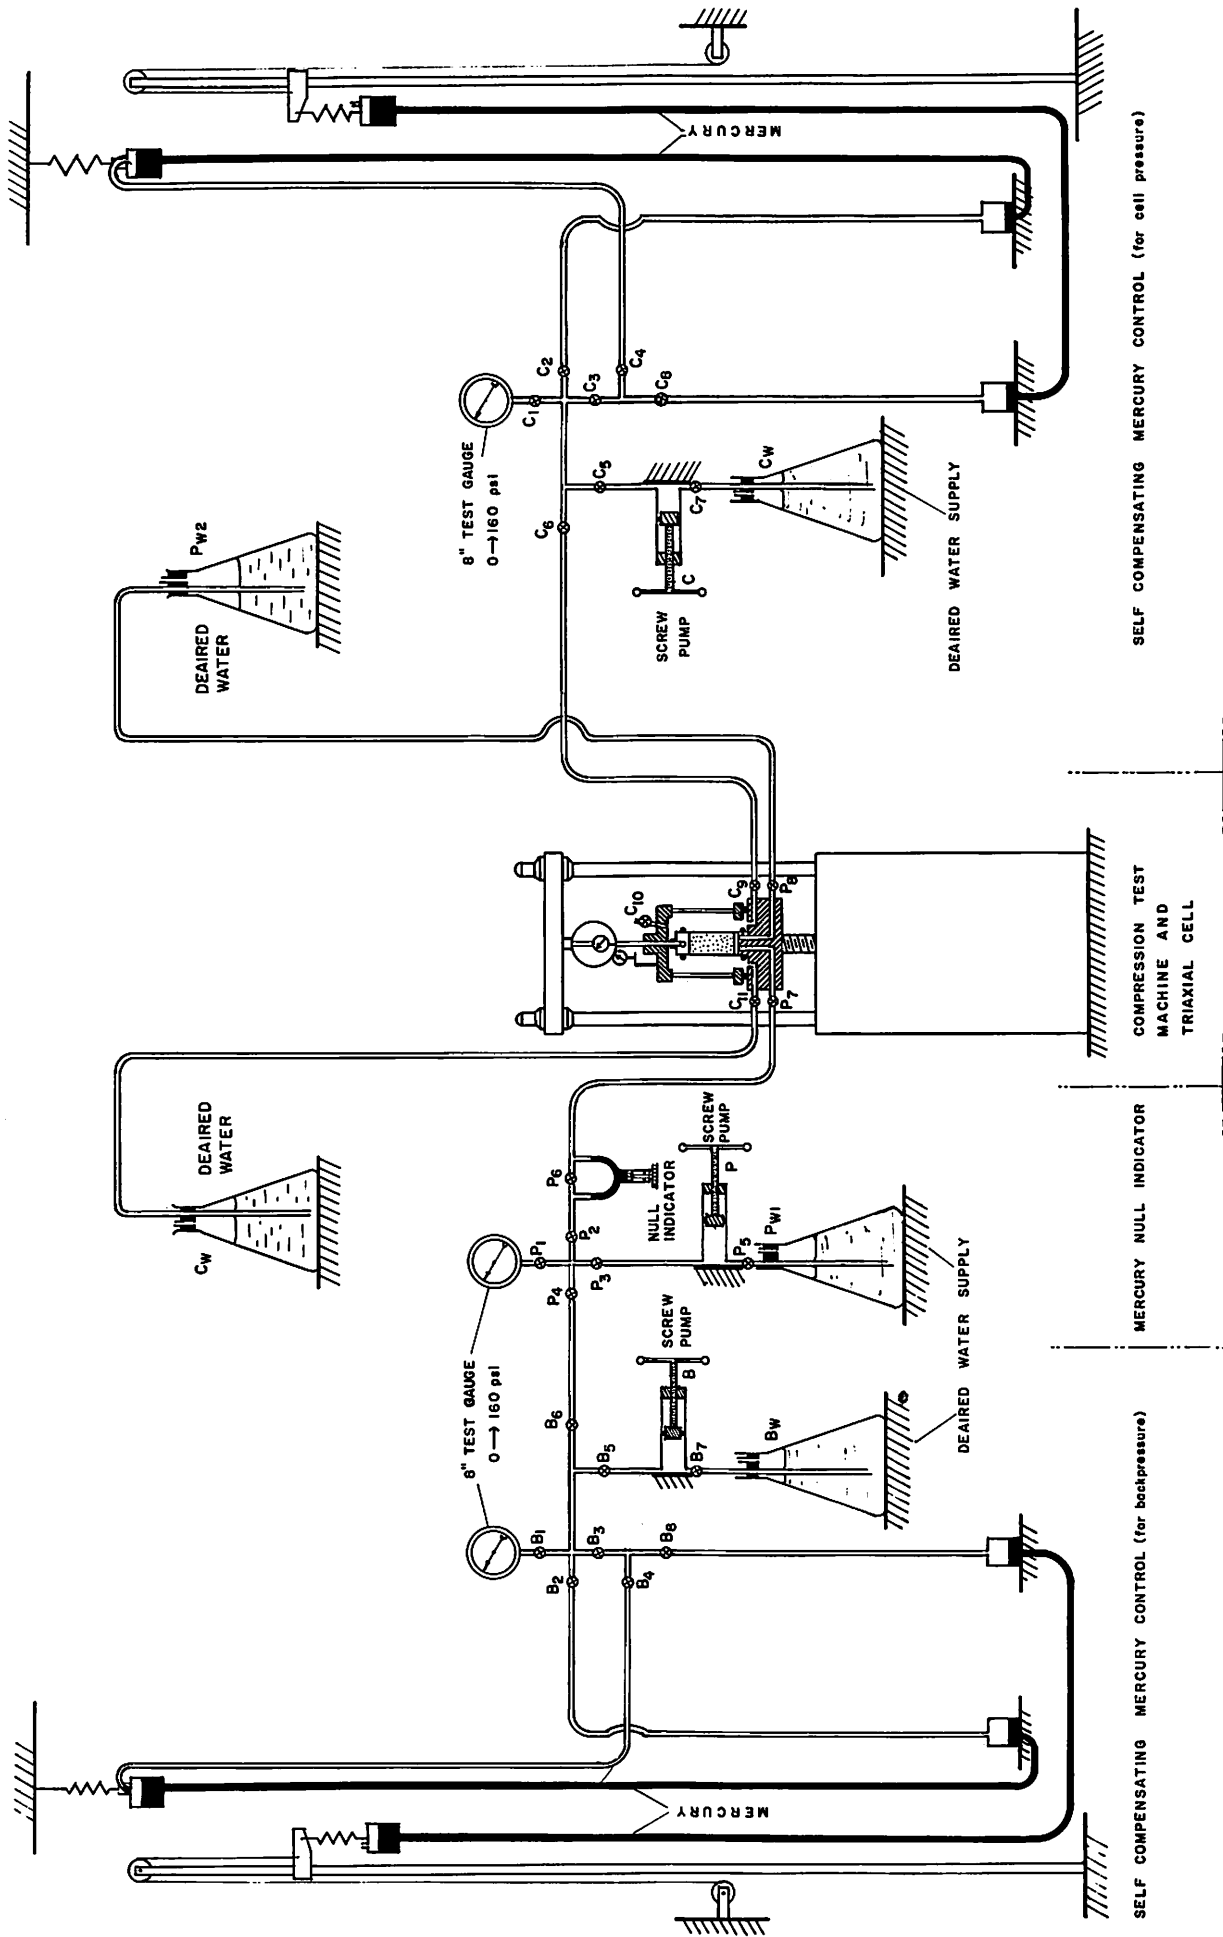 PW2
DEAIRED
WATER
CW
DEAIRED
WATER
8" TEST GAUGE
0→160 psi
8" TEST GAUGE
0→160 psi
MERCURY
MERCURY
B1
B2
B3
B4
B8
B6
B5
B7
B
SCREW
PUMP
BW
P1
P4
P2
P3
P6
NULL
INDICATOR
P5
P
SCREW
PUMP
PW1
DEAIRED WATER SUPPLY
C10
C11
C9
P7
P8
C6
C5
C7
C
SCREW
PUMP
CW
DEAIRED WATER SUPPLY
C1
C2
C3
C4
C8
SELF COMPENSATING MERCURY CONTROL (for backpressure)
MERCURY NULL INDICATOR
COMPRESSION TEST
MACHINE AND
TRIAXIAL CELL
SELF COMPENSATING MERCURY CONTROL (for cell pressure)